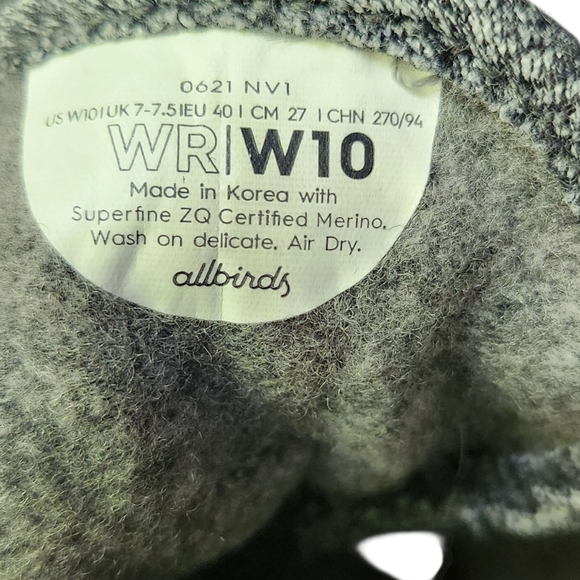 0621 NV1
US W10 | UK 7-7.5 | EU 40 | CM 27 | CHN 270/94
WR|W10
Made in Korea with
Superfine ZQ Certified Merino.
Wash on delicate. Air Dry.
allbirds